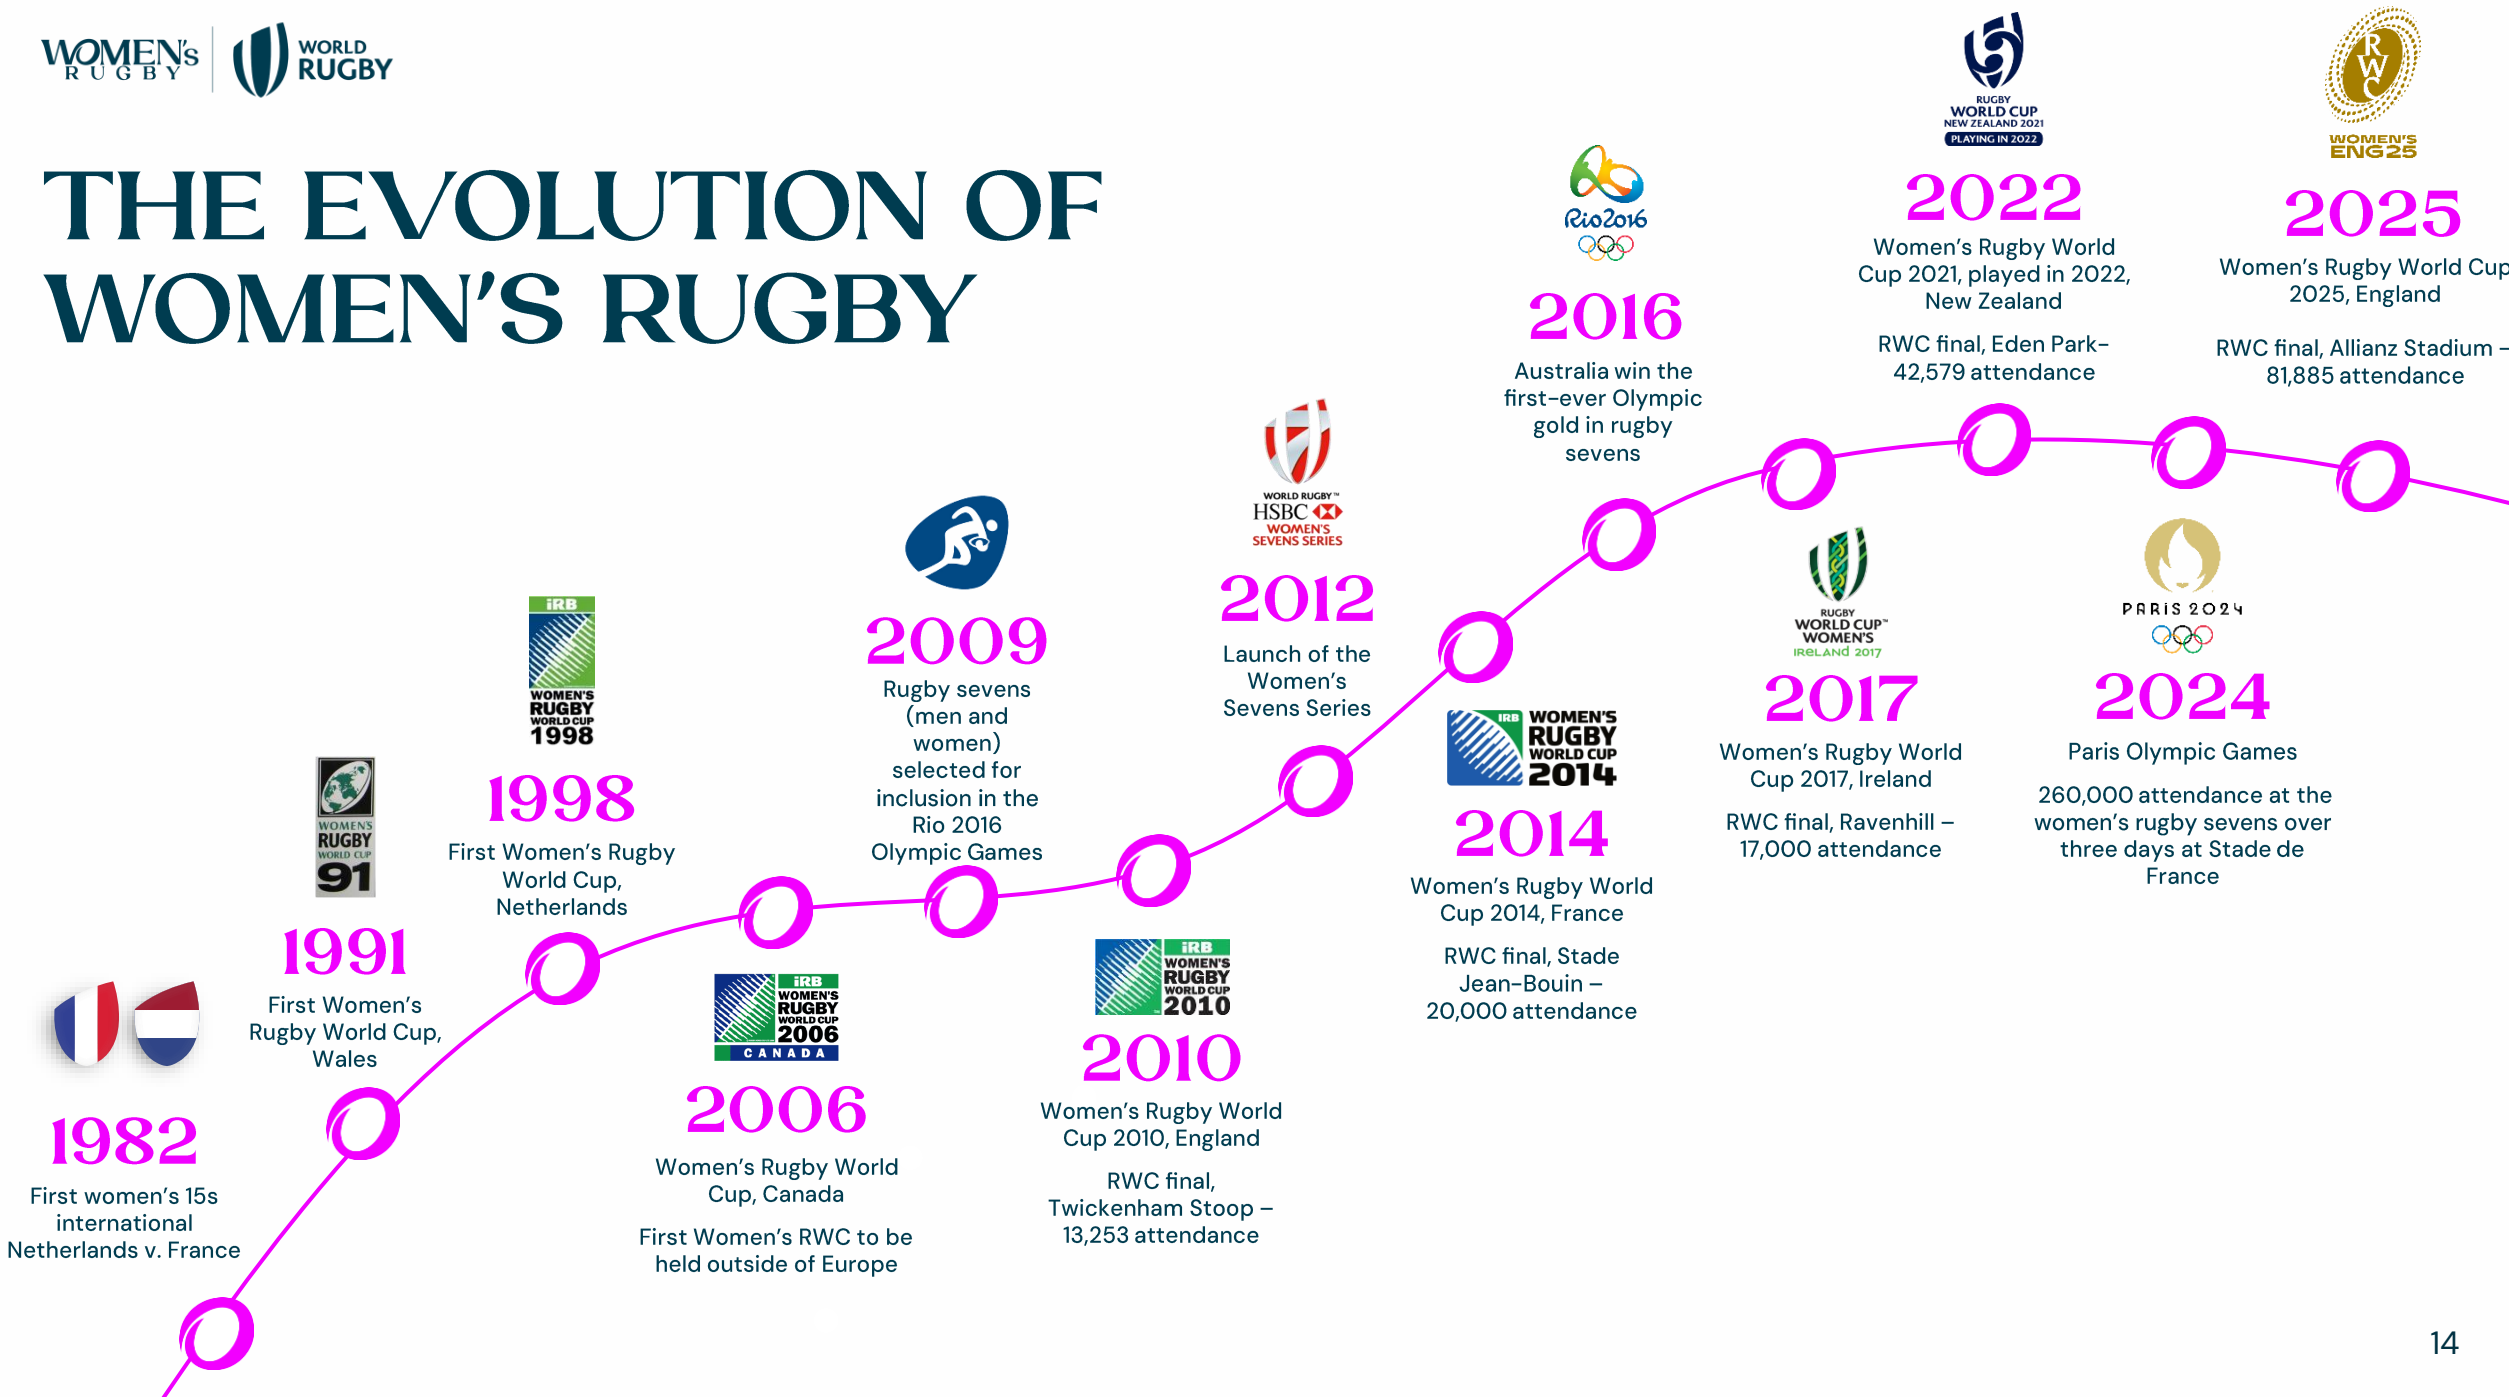 WOMEN's
RUGBY
WORLD
RUGBY
THE EVOLUTION OF
WOMEN'S RUGBY
1982
First women's 15s
international
Netherlands v. France
WOMEN'S
RUGBY
WORLD CUP
91
1991
First Women's
Rugby World Cup,
Wales
iRB
WOMEN'S
RUGBY
WORLD CUP
1998
1998
First Women's Rugby
World Cup,
Netherlands
iRB
WOMEN'S
RUGBY
WORLD CUP
2006
CANADA
2006
Women's Rugby World
Cup, Canada
First Women's RWC to be
held outside of Europe
2009
Rugby sevens
(men and
women)
selected for
inclusion in the
Rio 2016
Olympic Games
iRB
WOMEN'S
RUGBY
WORLD CUP
2010
2010
Women's Rugby World
Cup 2010, England
RWC final,
Twickenham Stoop –
13,253 attendance
WORLD RUGBY™
HSBC
WOMEN'S
SEVENS SERIES
2012
Launch of the
Women's
Sevens Series
IRB
WOMEN'S
RUGBY
WORLD CUP
2014
2014
Women's Rugby World
Cup 2014, France
RWC final, Stade
Jean-Bouin –
20,000 attendance
Rio2016
2016
Australia win the
first-ever Olympic
gold in rugby
sevens
RUGBY
WORLD CUP™
WOMEN'S
IRELAND 2017
2017
Women's Rugby World
Cup 2017, Ireland
RWC final, Ravenhill –
17,000 attendance
RUGBY
WORLD CUP
NEW ZEALAND 2021
PLAYING IN 2022
2022
Women's Rugby World
Cup 2021, played in 2022,
New Zealand
RWC final, Eden Park-
42,579 attendance
PARIS 2024
2024
Paris Olympic Games
260,000 attendance at the
women's rugby sevens over
three days at Stade de
France
R
W
C
WOMEN'S
ENG25
2025
Women's Rugby World Cup
2025, England
RWC final, Allianz Stadium –
81,885 attendance
14